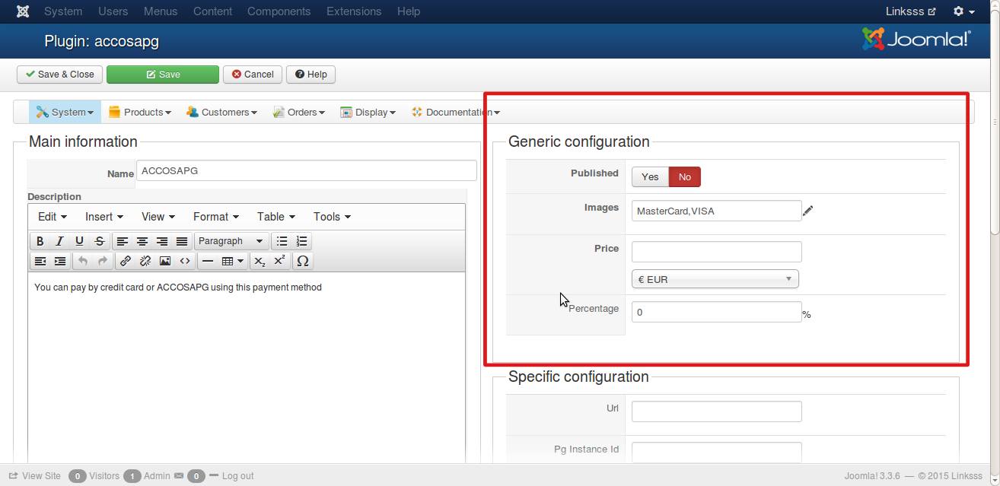 System Users Menus Content Components Extensions Help Linksss
Plugin: accosapg Joomla!®
Save & Close Save Cancel Help
System Products Customers Orders Display Documentation
Main information
Name ACCOSAPG
Description
Edit Insert View Format Table Tools
B I U S Paragraph
X₂ X² Ω
You can pay by credit card or ACCOSAPG using this payment method
Generic configuration
Published Yes No
Images MasterCard,VISA
Price
€ EUR
Percentage 0 %
Specific configuration
Url
Pg Instance Id
View Site 0 Visitors 1 Admin 0 Log out Joomla! 3.3.6 — © 2015 Linksss